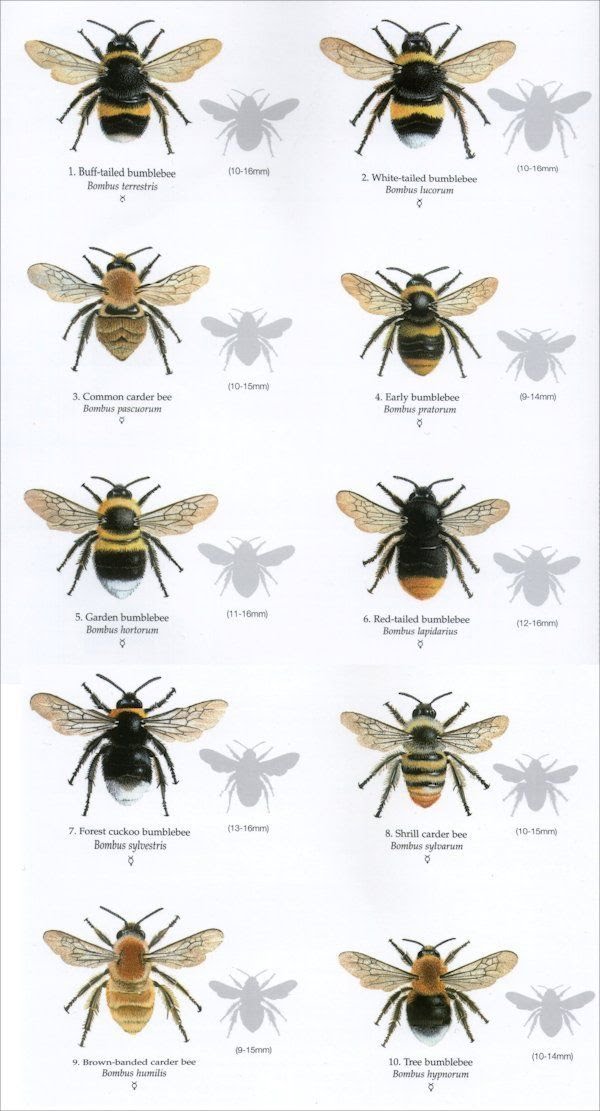 1. Buff-tailed bumblebee
Bombus terrestris
☿
(10-16mm)
2. White-tailed bumblebee
Bombus lucorum
☿
(10-16mm)
3. Common carder bee
Bombus pascuorum
☿
(10-15mm)
4. Early bumblebee
Bombus pratorum
☿
(9-14mm)
5. Garden bumblebee
Bombus hortorum
☿
(11-16mm)
6. Red-tailed bumblebee
Bombus lapidarius
☿
(12-16mm)
7. Forest cuckoo bumblebee
Bombus sylvestris
☿
(13-16mm)
8. Shrill carder bee
Bombus sylvarum
☿
(10-15mm)
9. Brown-banded carder bee
Bombus humilis
☿
(9-15mm)
10. Tree bumblebee
Bombus hypnorum
☿
(10-14mm)